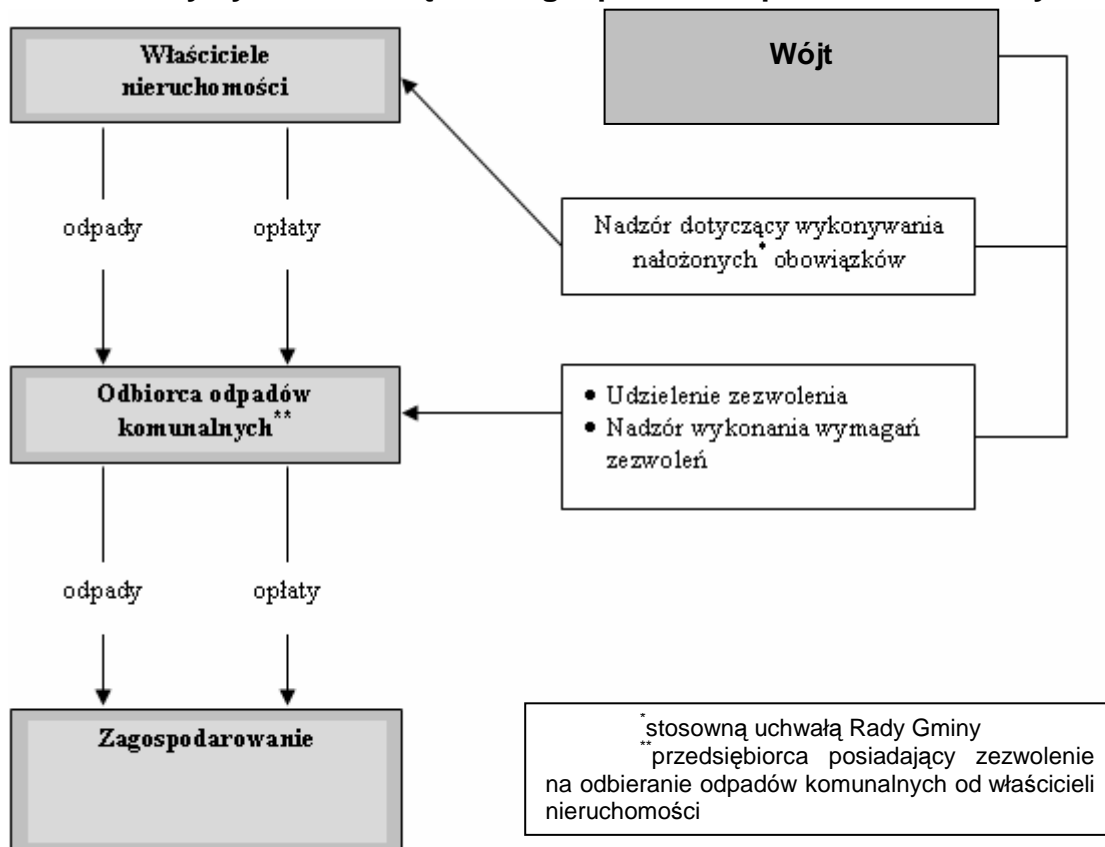 Właściciele
nieruchomości
Wójt
odpady opłaty
Nadzór dotyczący wykonywania
nałożonych* obowiązków
Odbiorca odpadów
komunalnych**
• Udzielenie zezwolenia
• Nadzór wykonania wymagań
zezwoleń
odpady opłaty
Zagospodarowanie
*stosowną uchwałą Rady Gminy
**przedsiębiorca posiadający zezwolenie
na odbieranie odpadów komunalnych od właścicieli
nieruchomości